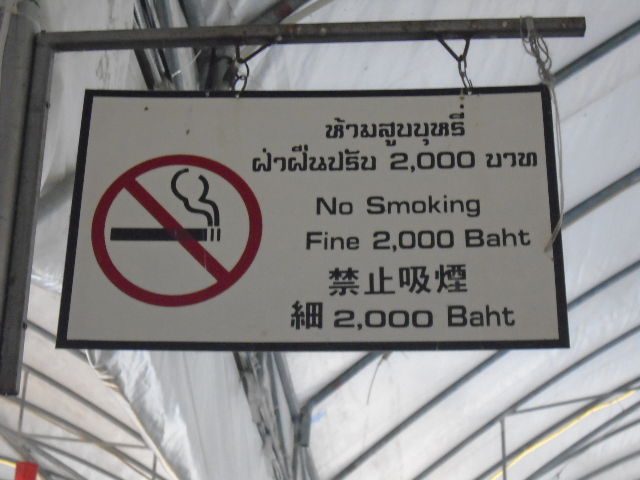 ห้ามสูบบุหรี่
ฝ่าฝืนปรับ 2,000 บาท
No Smoking
Fine 2,000 Baht
禁止吸煙
細 2,000 Baht